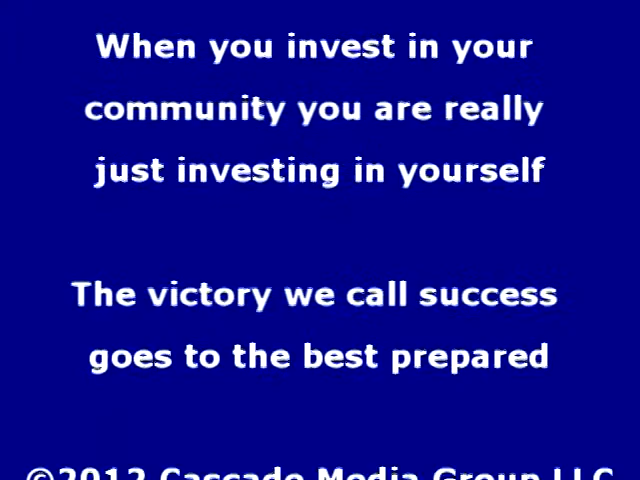 When you invest in your
community you are really
just investing in yourself
The victory we call success
goes to the best prepared
©2012 Cascade Media Group LLC